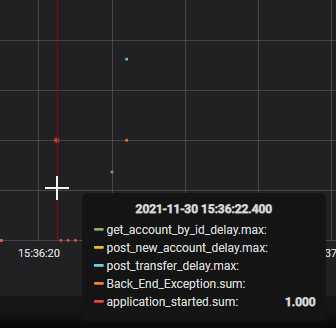 15:36:20
:37
2021-11-30 15:36:22.400
get_account_by_id_delay.max:
post_new_account_delay.max:
post_transfer_delay.max:
Back_End_Exception.sum:
application_started.sum: 1.000